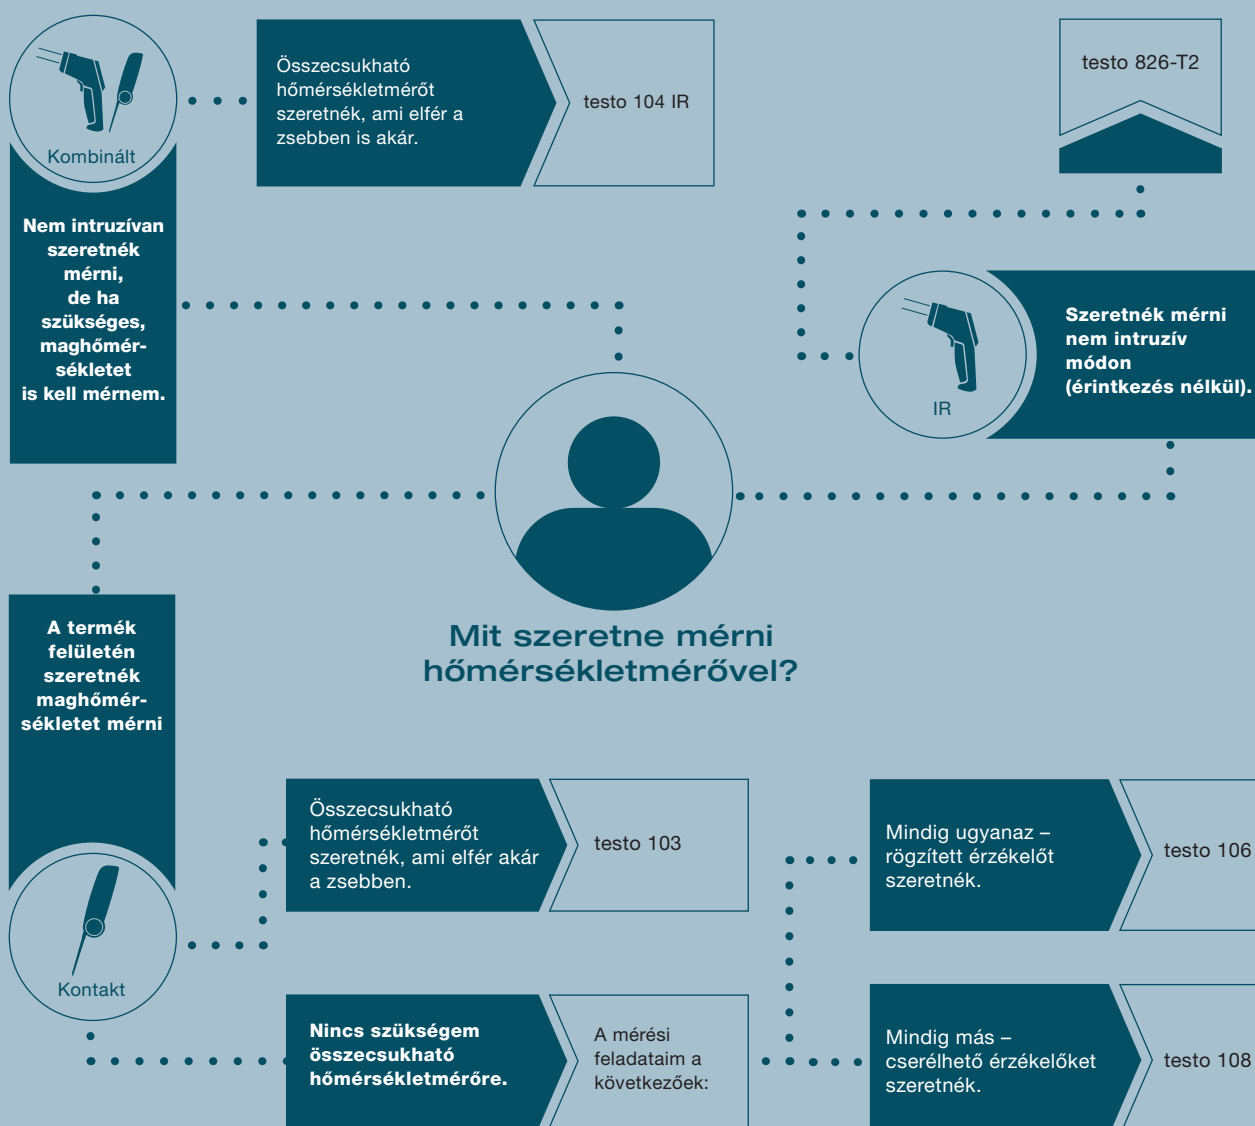 Kombinált
Összecsukható
hőmérsékletmérőt
szeretnék, ami elfér a
zsebben is akár.
testo 104 IR
testo 826-T2
Nem intruzívan
szeretnék
mérni,
de ha
szükséges,
maghőmér-
sékletet
is kell mérnem.
IR
Szeretnék mérni
nem intruzív
módon
(érintkezés nélkül).
Mit szeretne mérni
hőmérsékletmérővel?
A termék
felületén
szeretnék
maghőmér-
sékletet mérni
Kontakt
Összecsukható
hőmérsékletmérőt
szeretnék, ami elfér akár
a zsebben.
testo 103
Mindig ugyanaz –
rögzített érzékelőt
szeretnék.
testo 106
Nincs szükségem
összecsukható
hőmérsékletmérőre.
A mérési
feladataim a
következőek:
Mindig más –
cserélhető érzékelőket
szeretnék.
testo 108